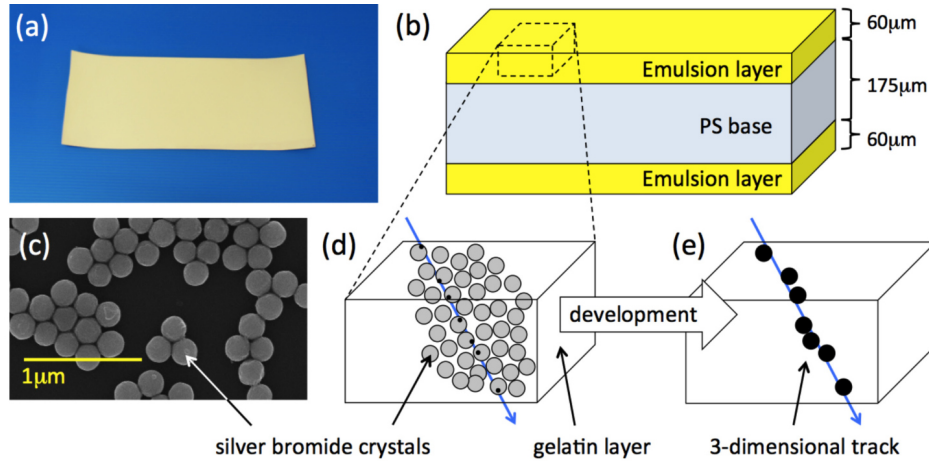 (a)
(b)
60μm
Emulsion layer
175μm
PS base
60μm
Emulsion layer
(c)
(d)
(e)
development
1μm
silver bromide crystals
gelatin layer
3-dimensional track